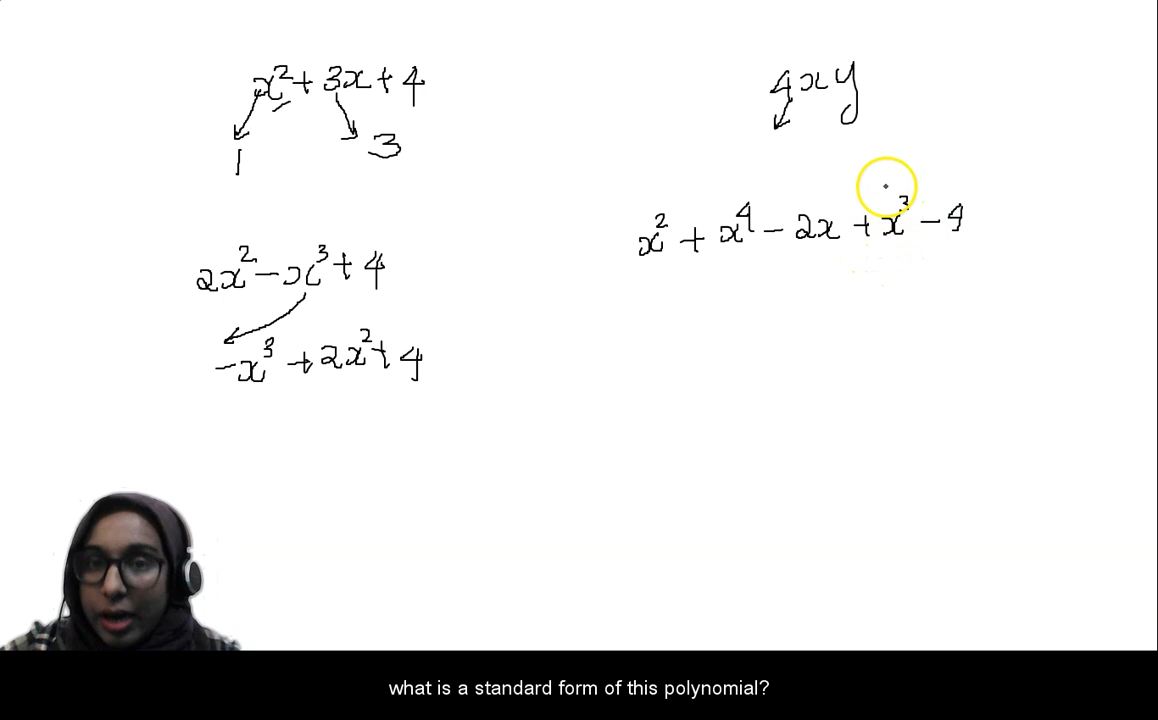 x² + 3x + 4
1
3
2x² - x³ + 4
-x³ + 2x² + 4
4xy
x² + x⁴ - 2x + x³ - 4
what is a standard form of this polynomial?